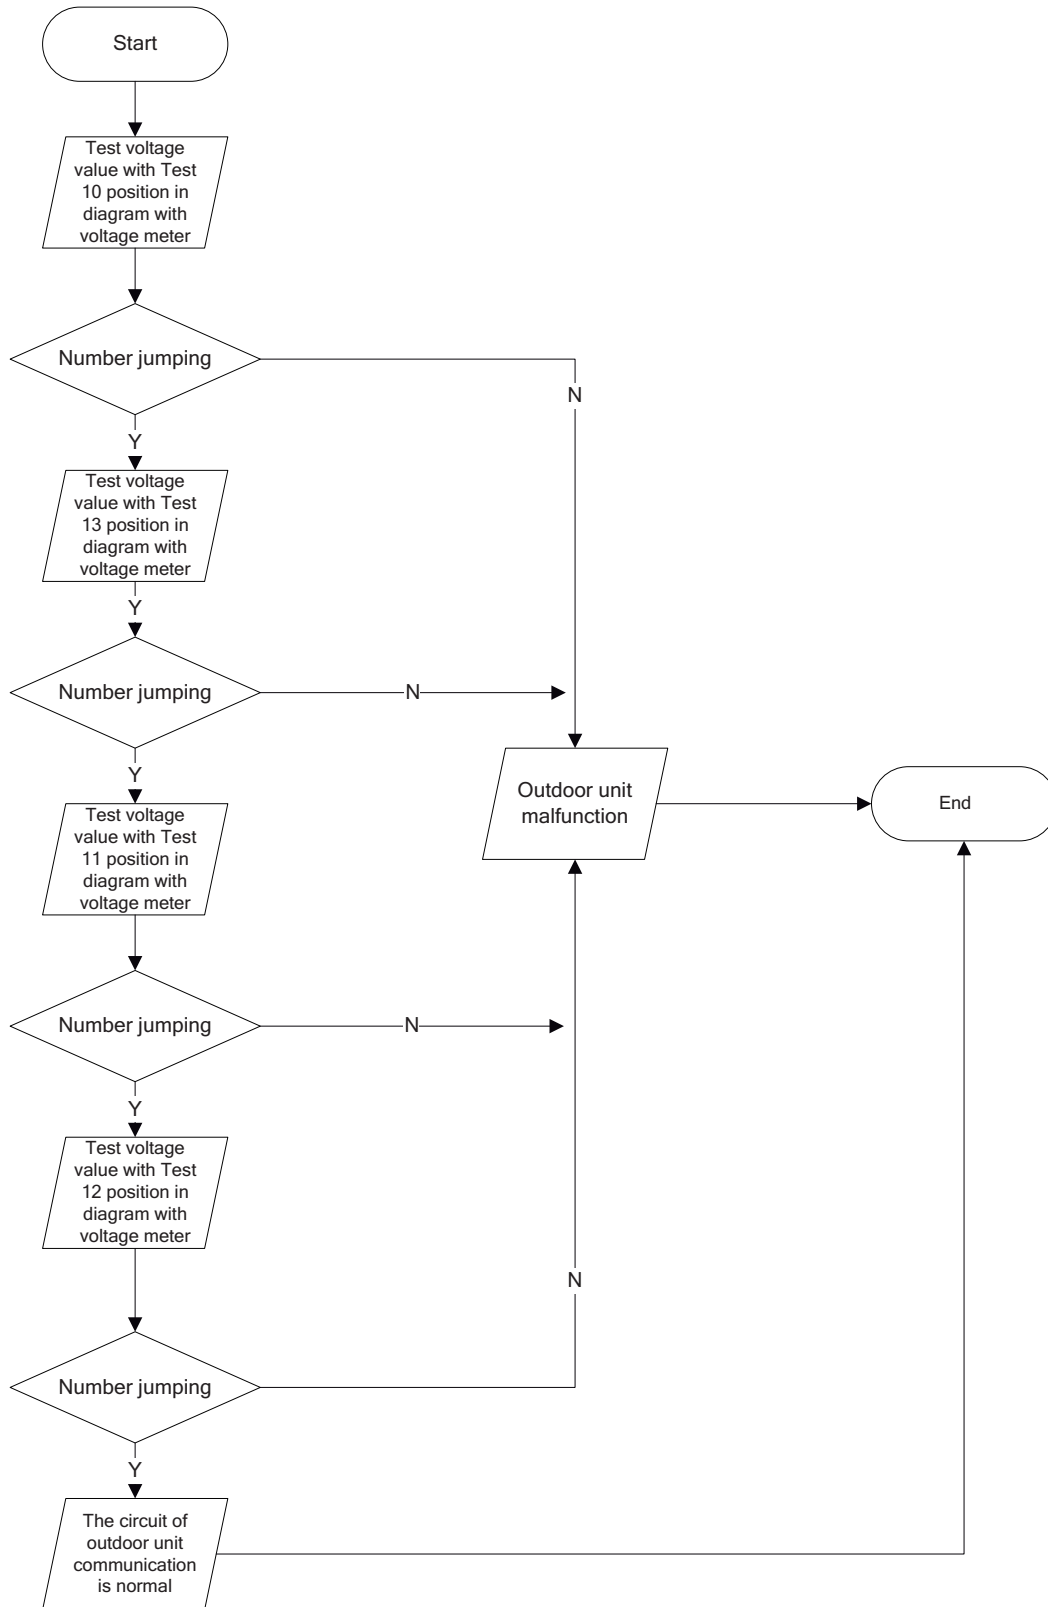 Start
Test voltage
value with Test
10 position in
diagram with
voltage meter
Number jumping
N
Y
Test voltage
value with Test
13 position in
diagram with
voltage meter
Y
Number jumping
N
Y
Outdoor unit
malfunction
End
Test voltage
value with Test
11 position in
diagram with
voltage meter
Number jumping
N
Y
Test voltage
value with Test
12 position in
diagram with
voltage meter
N
Number jumping
Y
The circuit of
outdoor unit
communication
is normal